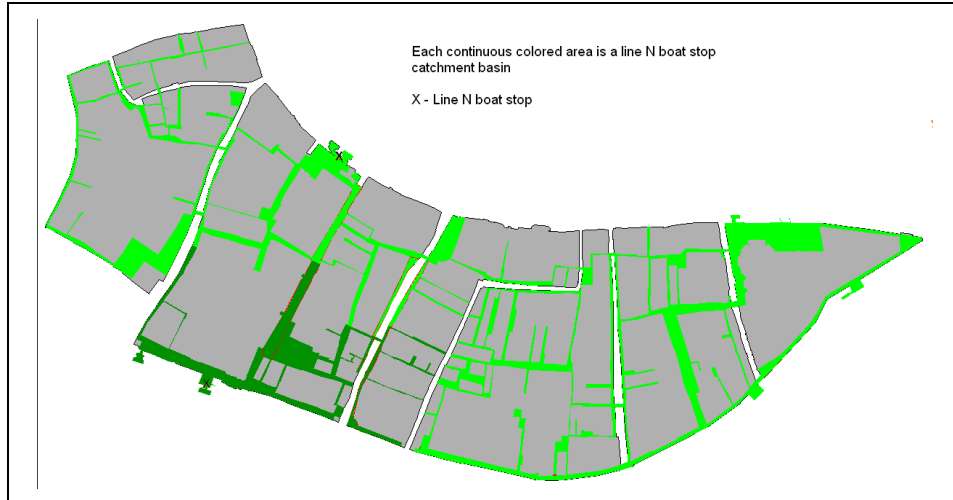 Each continuous colored area is a line N boat stop
catchment basin
X - Line N boat stop
X
X